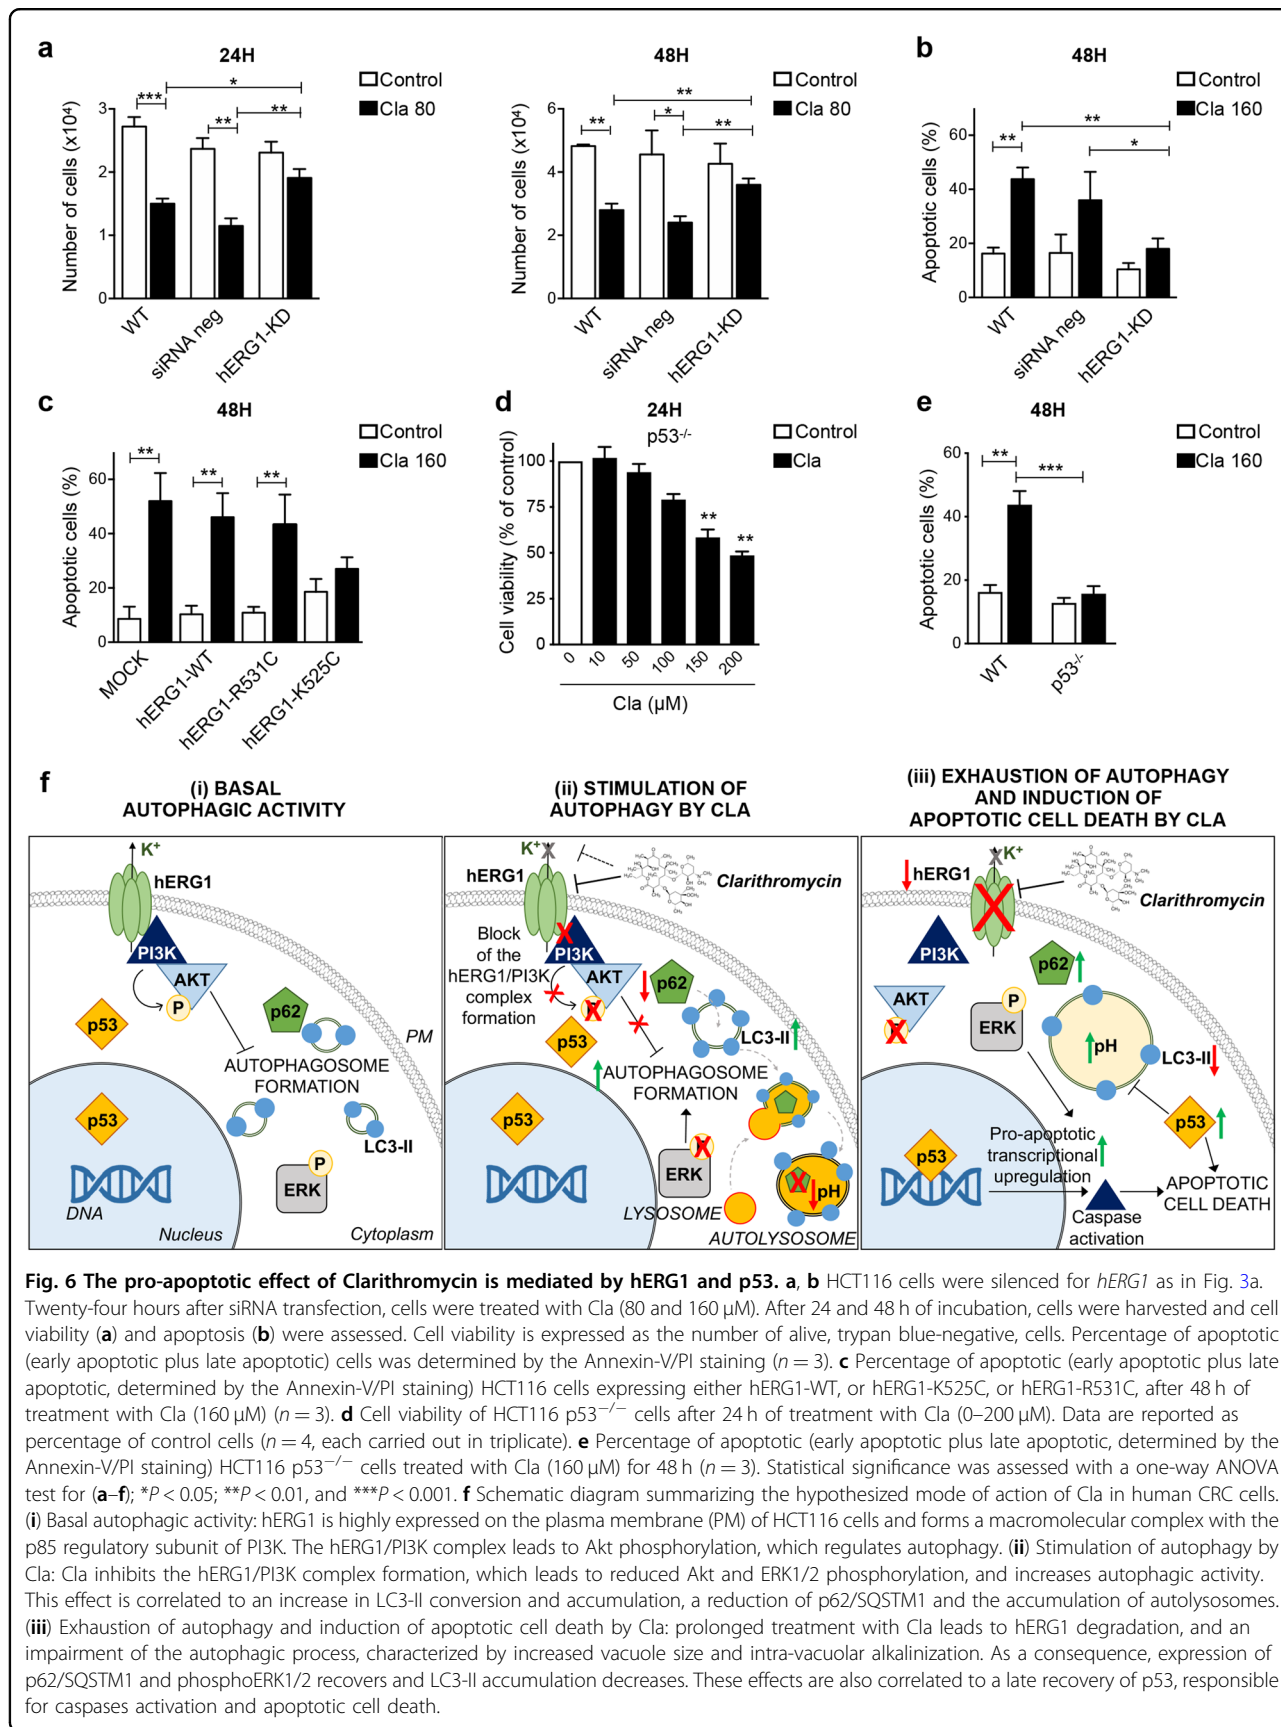 a
24H
Control
Cla 80
***
*
**
**
Number of cells (x10⁴)
3
2
1
0
WT
siRNA neg
hERG1-KD
48H
Control
Cla 80
**
**
*
**
Number of cells (x10⁴)
6
4
2
0
WT
siRNA neg
hERG1-KD
b
48H
Control
Cla 160
**
**
*
Apoptotic cells (%)
60
40
20
0
WT
siRNA neg
hERG1-KD
c
48H
Control
Cla 160
**
**
**
Apoptotic cells (%)
60
40
20
0
MOCK
hERG1-WT
hERG1-R531C
hERG1-K525C
d
24H
p53⁻/⁻
Control
Cla
Cell viability (% of control)
100
75
50
25
0
**
**
0
10
50
100
150
200
Cla (µM)
e
48H
Control
Cla 160
**
***
Apoptotic cells (%)
60
40
20
0
WT
p53⁻/⁻
f
(i) BASAL
AUTOPHAGIC ACTIVITY
K⁺
hERG1
PI3K
AKT
P
p53
p62
PM
AUTOPHAGOSOME
FORMATION
p53
LC3-II
P
ERK
DNA
Nucleus
Cytoplasm
(ii) STIMULATION OF
AUTOPHAGY BY CLA
K⁺
hERG1
Clarithromycin
Block
of the
hERG1/PI3K
complex
formation
PI3K
AKT
P
p62
LC3-II
p53
AUTOPHAGOSOME
FORMATION
p53
P
ERK
LYSOSOME
pH
AUTOLYSOSOME
(iii) EXHAUSTION OF AUTOPHAGY
AND INDUCTION OF
APOPTOTIC CELL DEATH BY CLA
K⁺
hERG1
Clarithromycin
PI3K
p62
AKT
P
P
ERK
pH
LC3-II
p53
Pro-apoptotic
transcriptional
upregulation
p53
APOPTOTIC
CELL DEATH
Caspase
activation
Fig. 6 The pro-apoptotic effect of Clarithromycin is mediated by hERG1 and p53. a, b HCT116 cells were silenced for hERG1 as in Fig. 3a.
Twenty-four hours after siRNA transfection, cells were treated with Cla (80 and 160 µM). After 24 and 48 h of incubation, cells were harvested and cell
viability (a) and apoptosis (b) were assessed. Cell viability is expressed as the number of alive, trypan blue-negative, cells. Percentage of apoptotic
(early apoptotic plus late apoptotic) cells was determined by the Annexin-V/PI staining (n = 3). c Percentage of apoptotic (early apoptotic plus late
apoptotic, determined by the Annexin-V/PI staining) HCT116 cells expressing either hERG1-WT, or hERG1-K525C, or hERG1-R531C, after 48 h of
treatment with Cla (160 µM) (n = 3). d Cell viability of HCT116 p53⁻/⁻ cells after 24 h of treatment with Cla (0–200 µM). Data are reported as
percentage of control cells (n = 4, each carried out in triplicate). e Percentage of apoptotic (early apoptotic plus late apoptotic, determined by the
Annexin-V/PI staining) HCT116 p53⁻/⁻ cells treated with Cla (160 µM) for 48 h (n = 3). Statistical significance was assessed with a one-way ANOVA
test for (a–f); *P < 0.05; **P < 0.01, and ***P < 0.001. f Schematic diagram summarizing the hypothesized mode of action of Cla in human CRC cells.
(i) Basal autophagic activity: hERG1 is highly expressed on the plasma membrane (PM) of HCT116 cells and forms a macromolecular complex with the
p85 regulatory subunit of PI3K. The hERG1/PI3K complex leads to Akt phosphorylation, which regulates autophagy. (ii) Stimulation of autophagy by
Cla: Cla inhibits the hERG1/PI3K complex formation, which leads to reduced Akt and ERK1/2 phosphorylation, and increases autophagic activity.
This effect is correlated to an increase in LC3-II conversion and accumulation, a reduction of p62/SQSTM1 and the accumulation of autolysosomes.
(iii) Exhaustion of autophagy and induction of apoptotic cell death by Cla: prolonged treatment with Cla leads to hERG1 degradation, and an
impairment of the autophagic process, characterized by increased vacuole size and intra-vacuolar alkalinization. As a consequence, expression of
p62/SQSTM1 and phosphoERK1/2 recovers and LC3-II accumulation decreases. These effects are also correlated to a late recovery of p53, responsible
for caspases activation and apoptotic cell death.